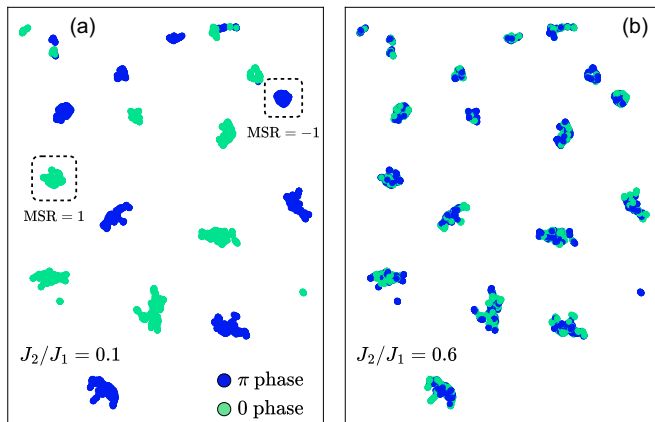 (a)
MSR = −1
MSR = 1
J₂/J₁ = 0.1
π phase
0 phase
(b)
J₂/J₁ = 0.6